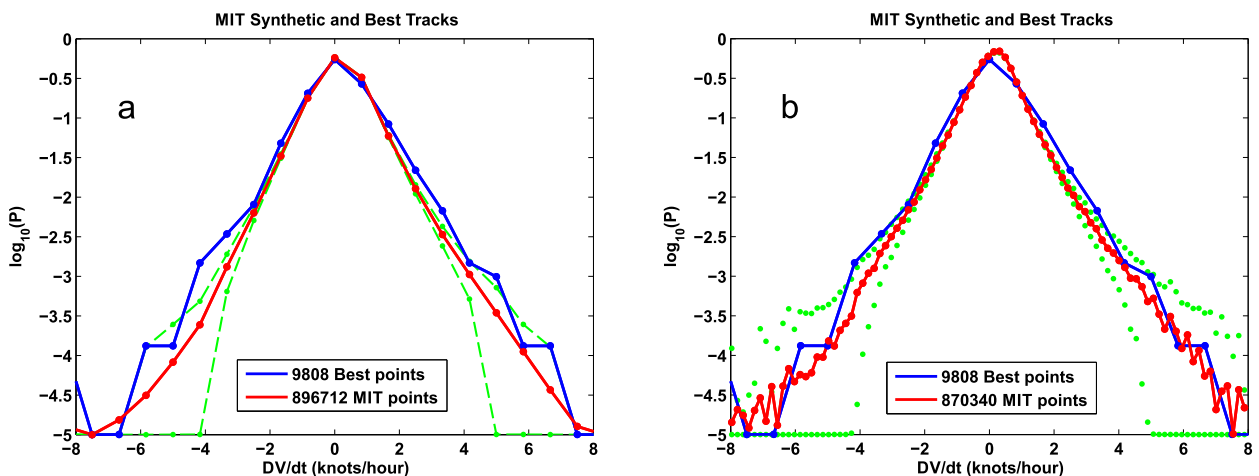 MIT Synthetic and Best Tracks
a
log10(P)
0
−0.5
−1
−1.5
−2
−2.5
−3
−3.5
−4
−4.5
−5
−8 −6 −4 −2 0 2 4 6 8
DV/dt (knots/hour)
9808 Best points
896712 MIT points
MIT Synthetic and Best Tracks
b
log10(P)
0
−0.5
−1
−1.5
−2
−2.5
−3
−3.5
−4
−4.5
−5
−8 −6 −4 −2 0 2 4 6 8
DV/dt (knots/hour)
9808 Best points
870340 MIT points